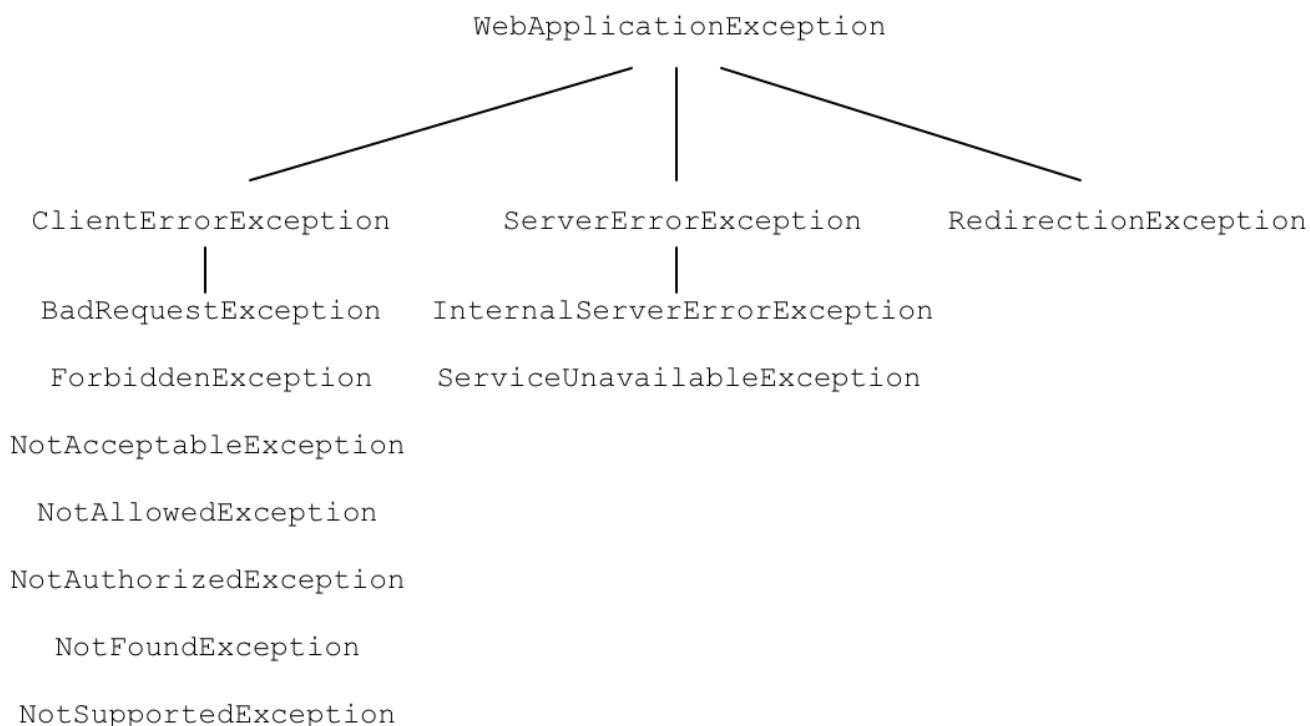 WebApplicationException
ClientErrorException ServerErrorException RedirectionException
BadRequestException InternalServerErrorException
ForbiddenException ServiceUnavailableException
NotAcceptableException
NotAllowedException
NotAuthorizedException
NotFoundException
NotSupportedException